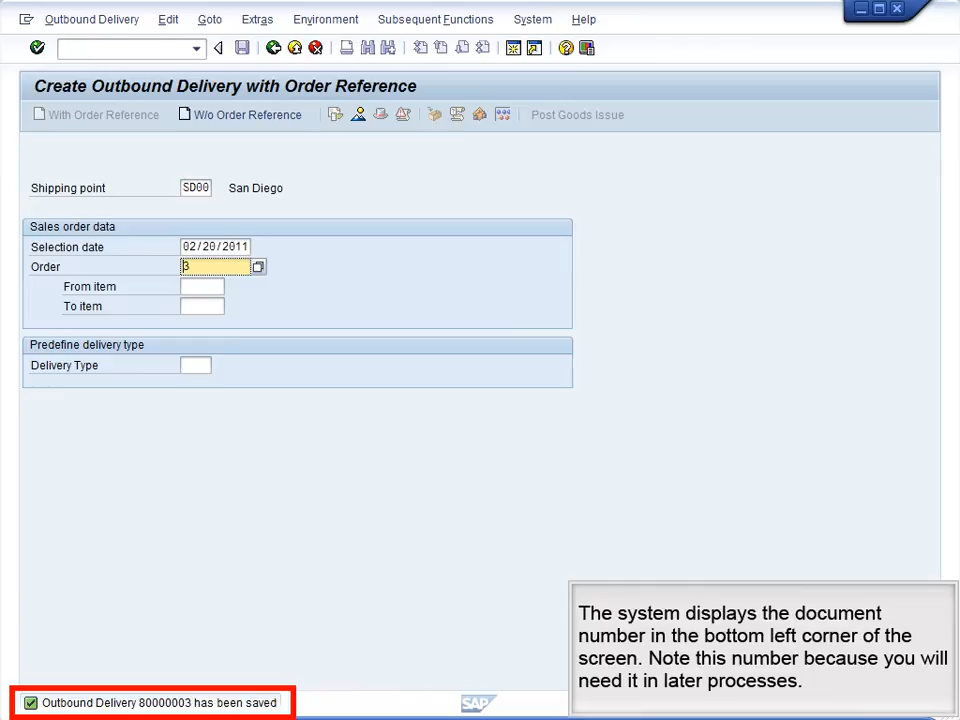 Outbound Delivery Edit Goto Extras Environment Subsequent Functions System Help
Create Outbound Delivery with Order Reference
With Order Reference W/o Order Reference Post Goods Issue
Shipping point SD00 San Diego
Sales order data
Selection date 02/20/2011
Order 3
From item
To item
Predefine delivery type
Delivery Type
The system displays the document
number in the bottom left corner of the
screen. Note this number because you will
need it in later processes.
Outbound Delivery 80000003 has been saved
SAP